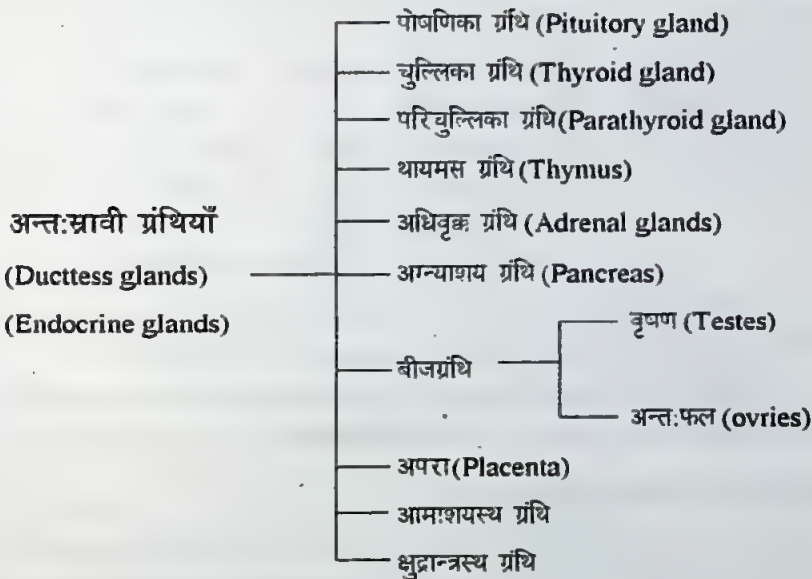 पोषणिका ग्रंथि (Pituitory gland)
चुल्लिका ग्रंथि (Thyroid gland)
परिचुल्लिका ग्रंथि(Parathyroid gland)
थायमस ग्रंथि (Thymus)
अन्तःस्रावी ग्रंथियाँ
(Ducttess glands)
(Endocrine glands)
अधिवृक्क ग्रंथि (Adrenal glands)
अग्न्याशय ग्रंथि (Pancreas)
बीजग्रंथि
वृषण (Testes)
अन्तःफल (ovries)
अपरा(Placenta)
आमाशयस्थ ग्रंथि
क्षुद्रान्त्रस्थ ग्रंथि